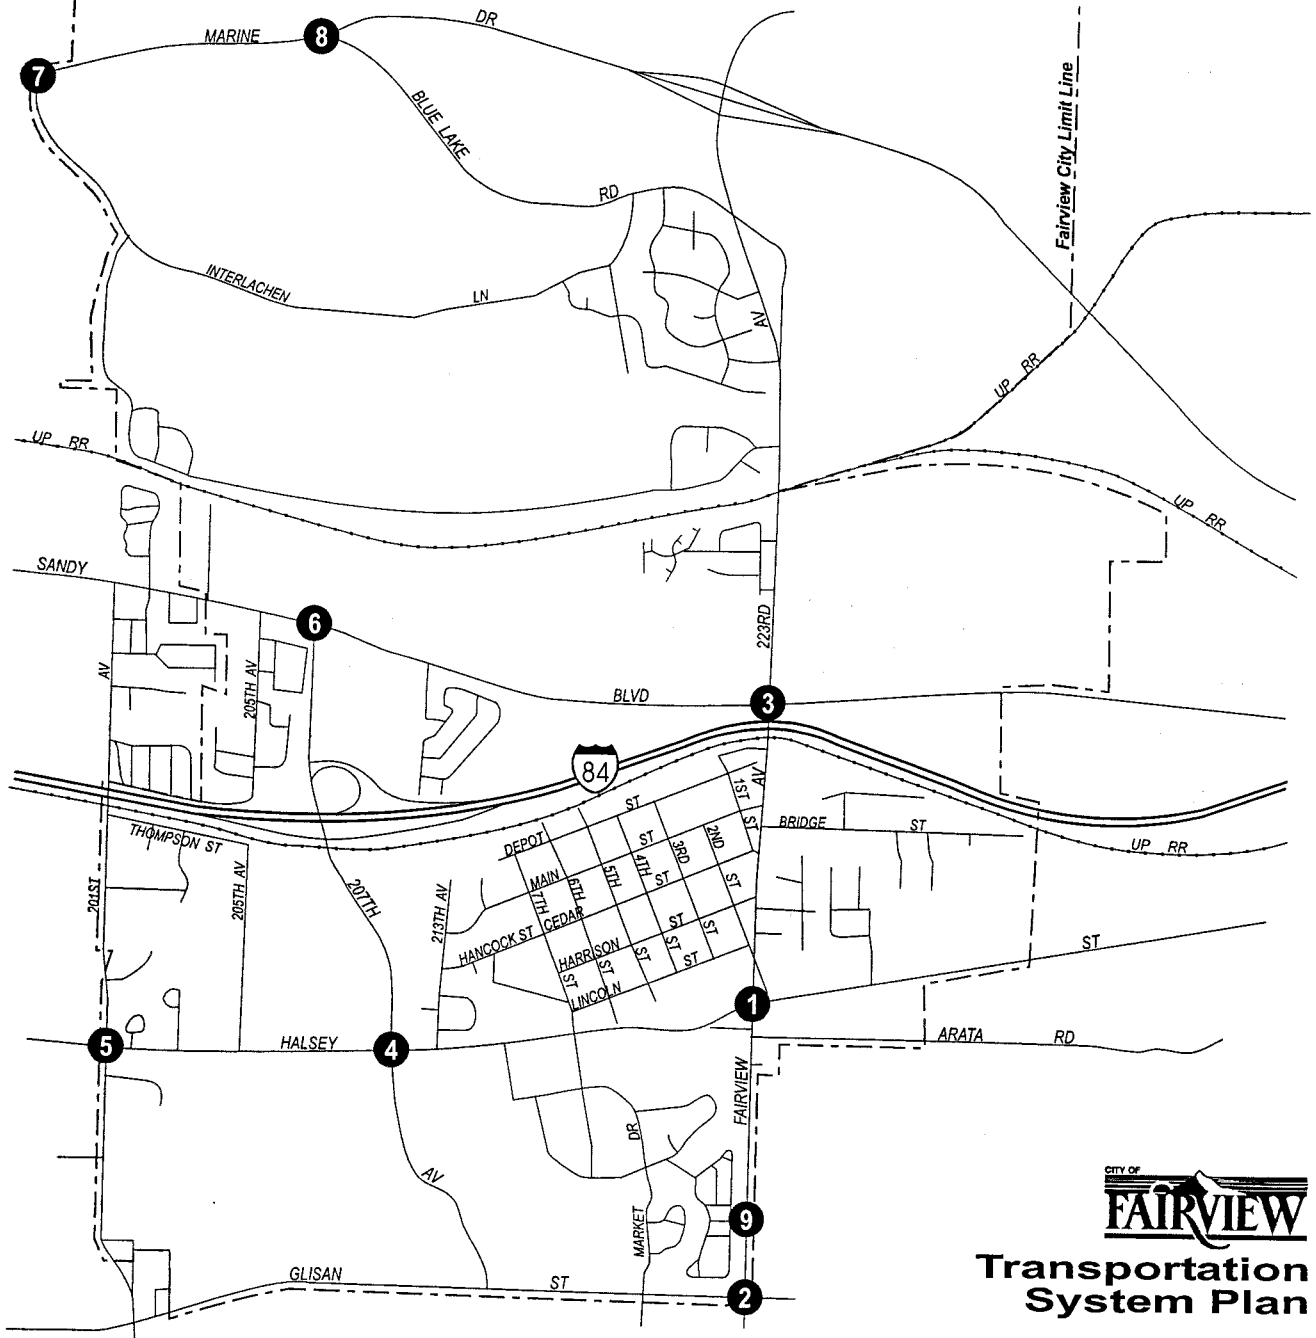 DR
MARINE
8
7
Fairview City Limit Line
BLUE LAKE
RD
INTERLACHEN
LN
AV
UP RR
UP RR
UP RR
SANDY
6
223RD
AV
205TH AV
BLVD
3
84
AV
1ST
ST
ST
DEPOT
ST
2ND
BRIDGE
ST
THOMPSON ST
3RD
UP RR
4TH
5TH
MAIN
6TH
ST
ST
7TH
201ST
205TH AV
207TH
213TH AV
CEDAR
ST
ST
HANCOCK ST
HARRISON
ST
ST
ST
ST
ST
ST
LINCOLN
1
5
HALSEY
4
ARATA
RD
FAIRVIEW
DR
AV
CITY OF
FAIRVIEW
9
MARKET
Transportation
System Plan
GLISAN
ST
2